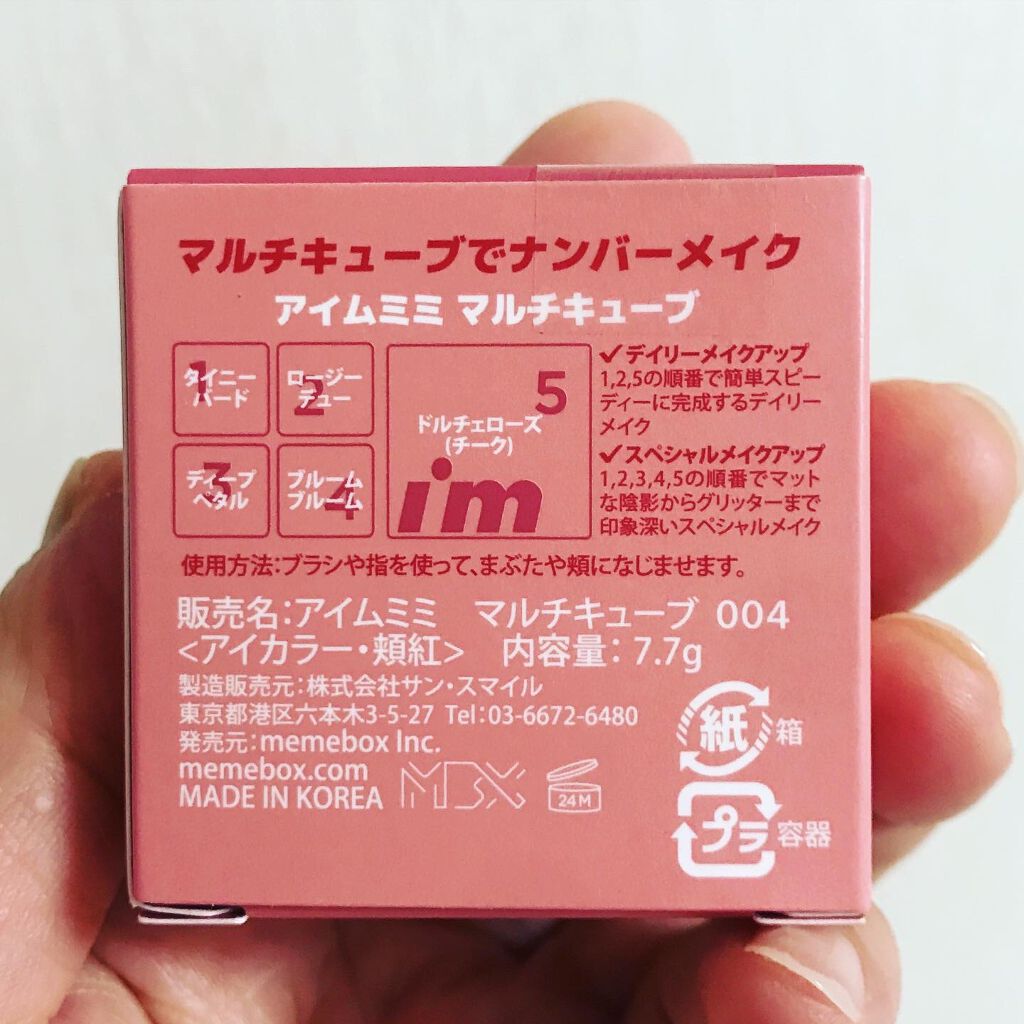 マルチキューブでナンバーメイク
アイムミミ マルチキューブ
1
タイニー
バード
2
ロージー
デュー
3
ディープ
ペタル
4
ブルーム
ブルーム
5
ドルチェローズ
(チーク)
i'm
✓デイリーメイクアップ
1,2,5の順番で簡単スピー
ディーに完成するデイリー
メイク
✓スペシャルメイクアップ
1,2,3,4,5の順番でマット
な陰影からグリッターまで
印象深いスペシャルメイク
使用方法:ブラシや指を使って、まぶたや頬になじませます。
販売名:アイムミミ マルチキューブ 004
<アイカラー・頬紅> 内容量: 7.7g
製造販売元:株式会社サン・スマイル
東京都港区六本木3-5-27 Tel:03-6672-6480
発売元:memebox Inc.
memebox.com
MADE IN KOREA
MBX
24M
紙 箱
プラ 容器